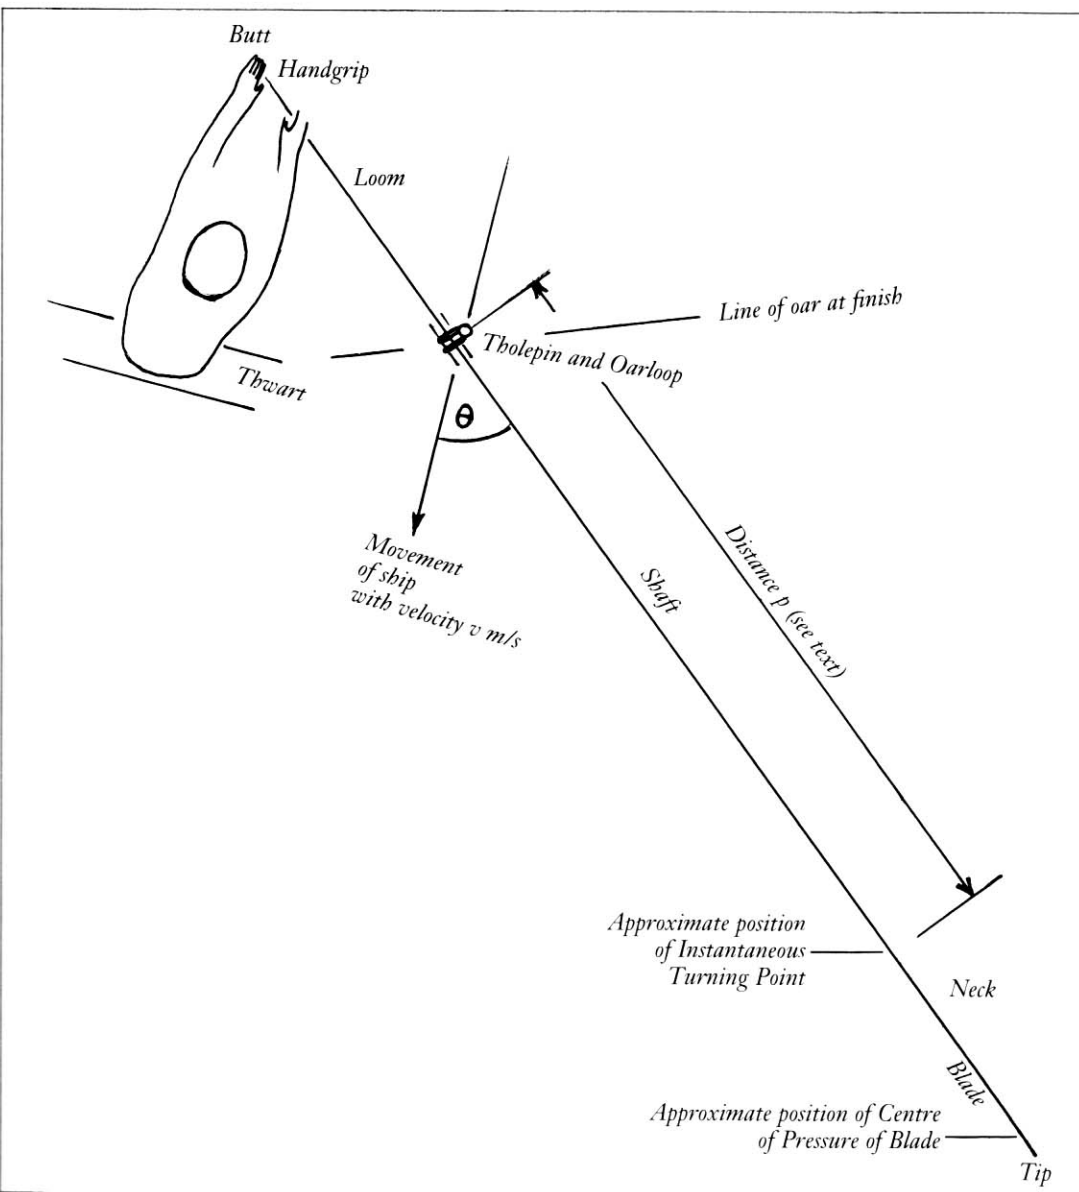 Butt
Handgrip
Loom
Line of oar at finish
Tholepin and Oarloop
Thwart
θ
Movement
of ship
with velocity v m/s
Distance p (see text)
Shaft
Approximate position
of Instantaneous
Turning Point
Neck
Blade
Approximate position of Centre
of Pressure of Blade
Tip